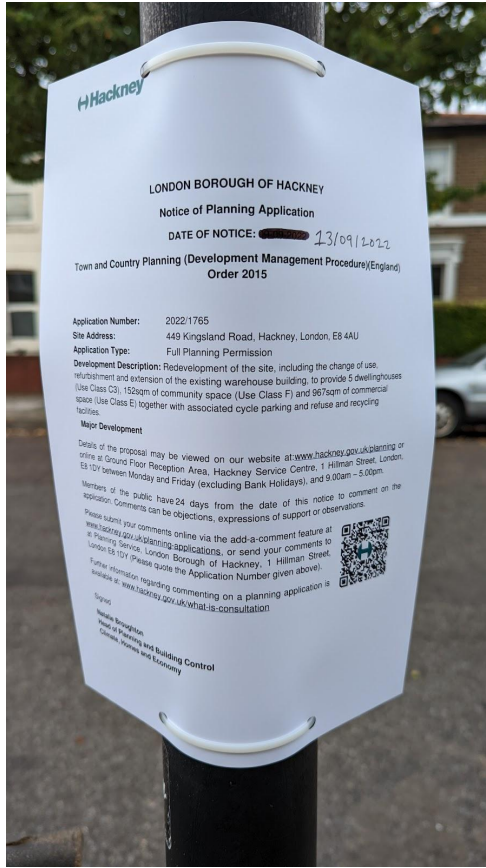 Hackney
LONDON BOROUGH OF HACKNEY
Notice of Planning Application
DATE OF NOTICE: 13/09/2022
Town and Country Planning (Development Management Procedure)(England)
Order 2015
Application Number: 2022/1765
Site Address: 449 Kingsland Road, Hackney, London, E8 4AU
Application Type: Full Planning Permission
Development Description: Redevelopment of the site, including the change of use,
refurbishment and extension of the existing warehouse building, to provide 5 dwellinghouses
(Use Class C3), 152sqm of community space (Use Class F) and 967sqm of commercial
space (Use Class E) together with associated cycle parking and refuse and recycling
facilities.
Major Development
Details of the proposal may be viewed on our website at:www.hackney.gov.uk/planning or
online at Ground Floor Reception Area, Hackney Service Centre, 1 Hillman Street, London,
E8 1DY between Monday and Friday (excluding Bank Holidays), and 9.00am – 5.00pm.
Members of the public have 24 days from the date of this notice to comment on the
application. Comments can be objections, expressions of support or observations.
Please submit your comments online via the add-a-comment feature at
www.hackney.gov.uk/planning-applications, or send your comments to
at Planning Service, London Borough of Hackney, 1 Hillman Street,
London E8 1DY (Please quote the Application Number given above).
Further information regarding commenting on a planning application is
available at: www.hackney.gov.uk/what-is-consultation
Signed
Natalie Broughton
Head of Planning and Building Control
Climate, Homes and Economy